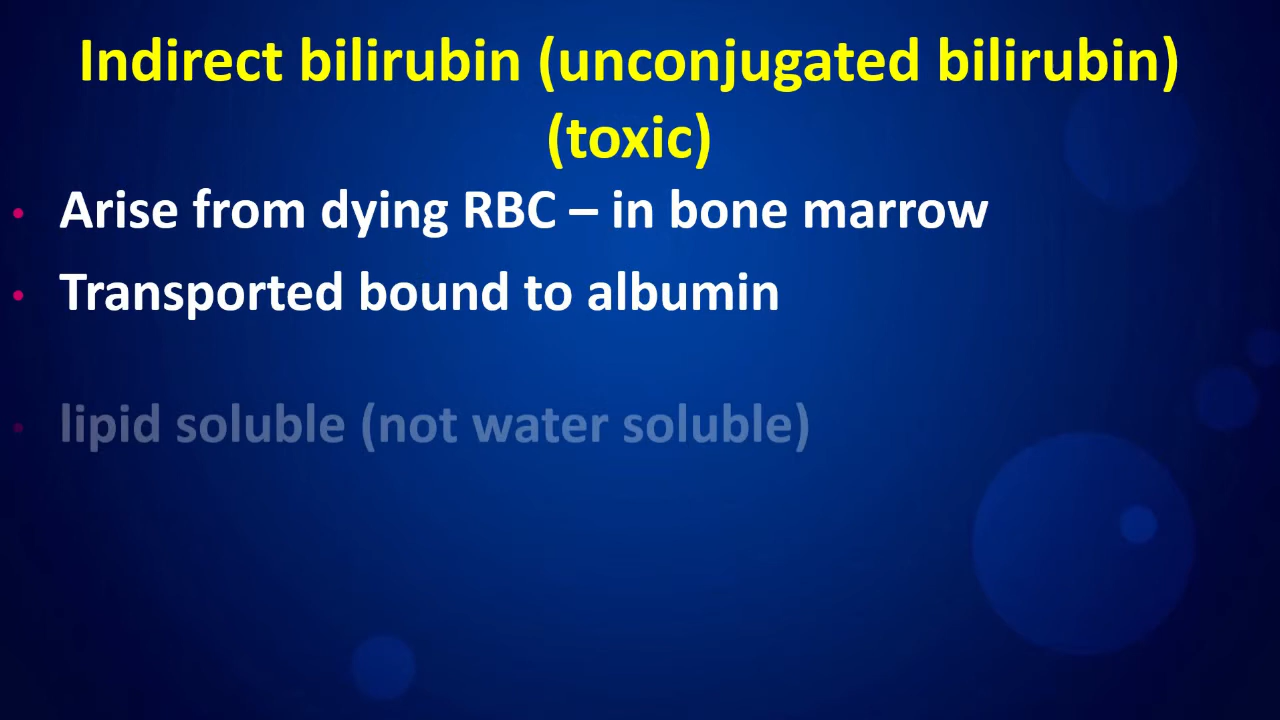 Indirect bilirubin (unconjugated bilirubin)
(toxic)
• Arise from dying RBC – in bone marrow
• Transported bound to albumin
• lipid soluble (not water soluble)